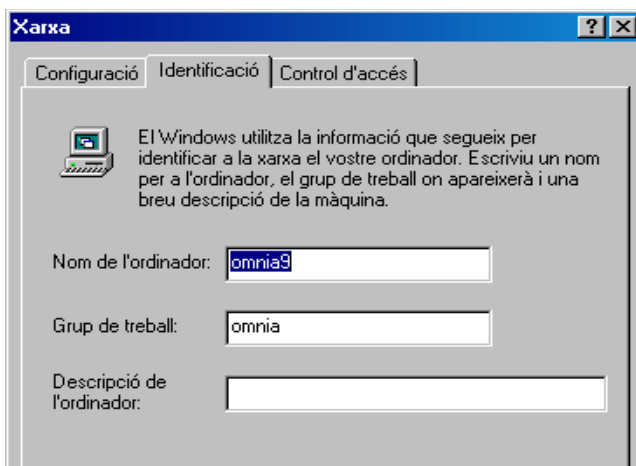 Xarxa
Configuració Identificació Control d'accés
El Windows utilitza la informació que segueix per
identificar a la xarxa el vostre ordinador. Escriviu un nom
per a l'ordinador, el grup de treball on apareixerà i una
breu descripció de la màquina.
Nom de l'ordinador: omnia9
Grup de treball: omnia
Descripció de
l'ordinador: